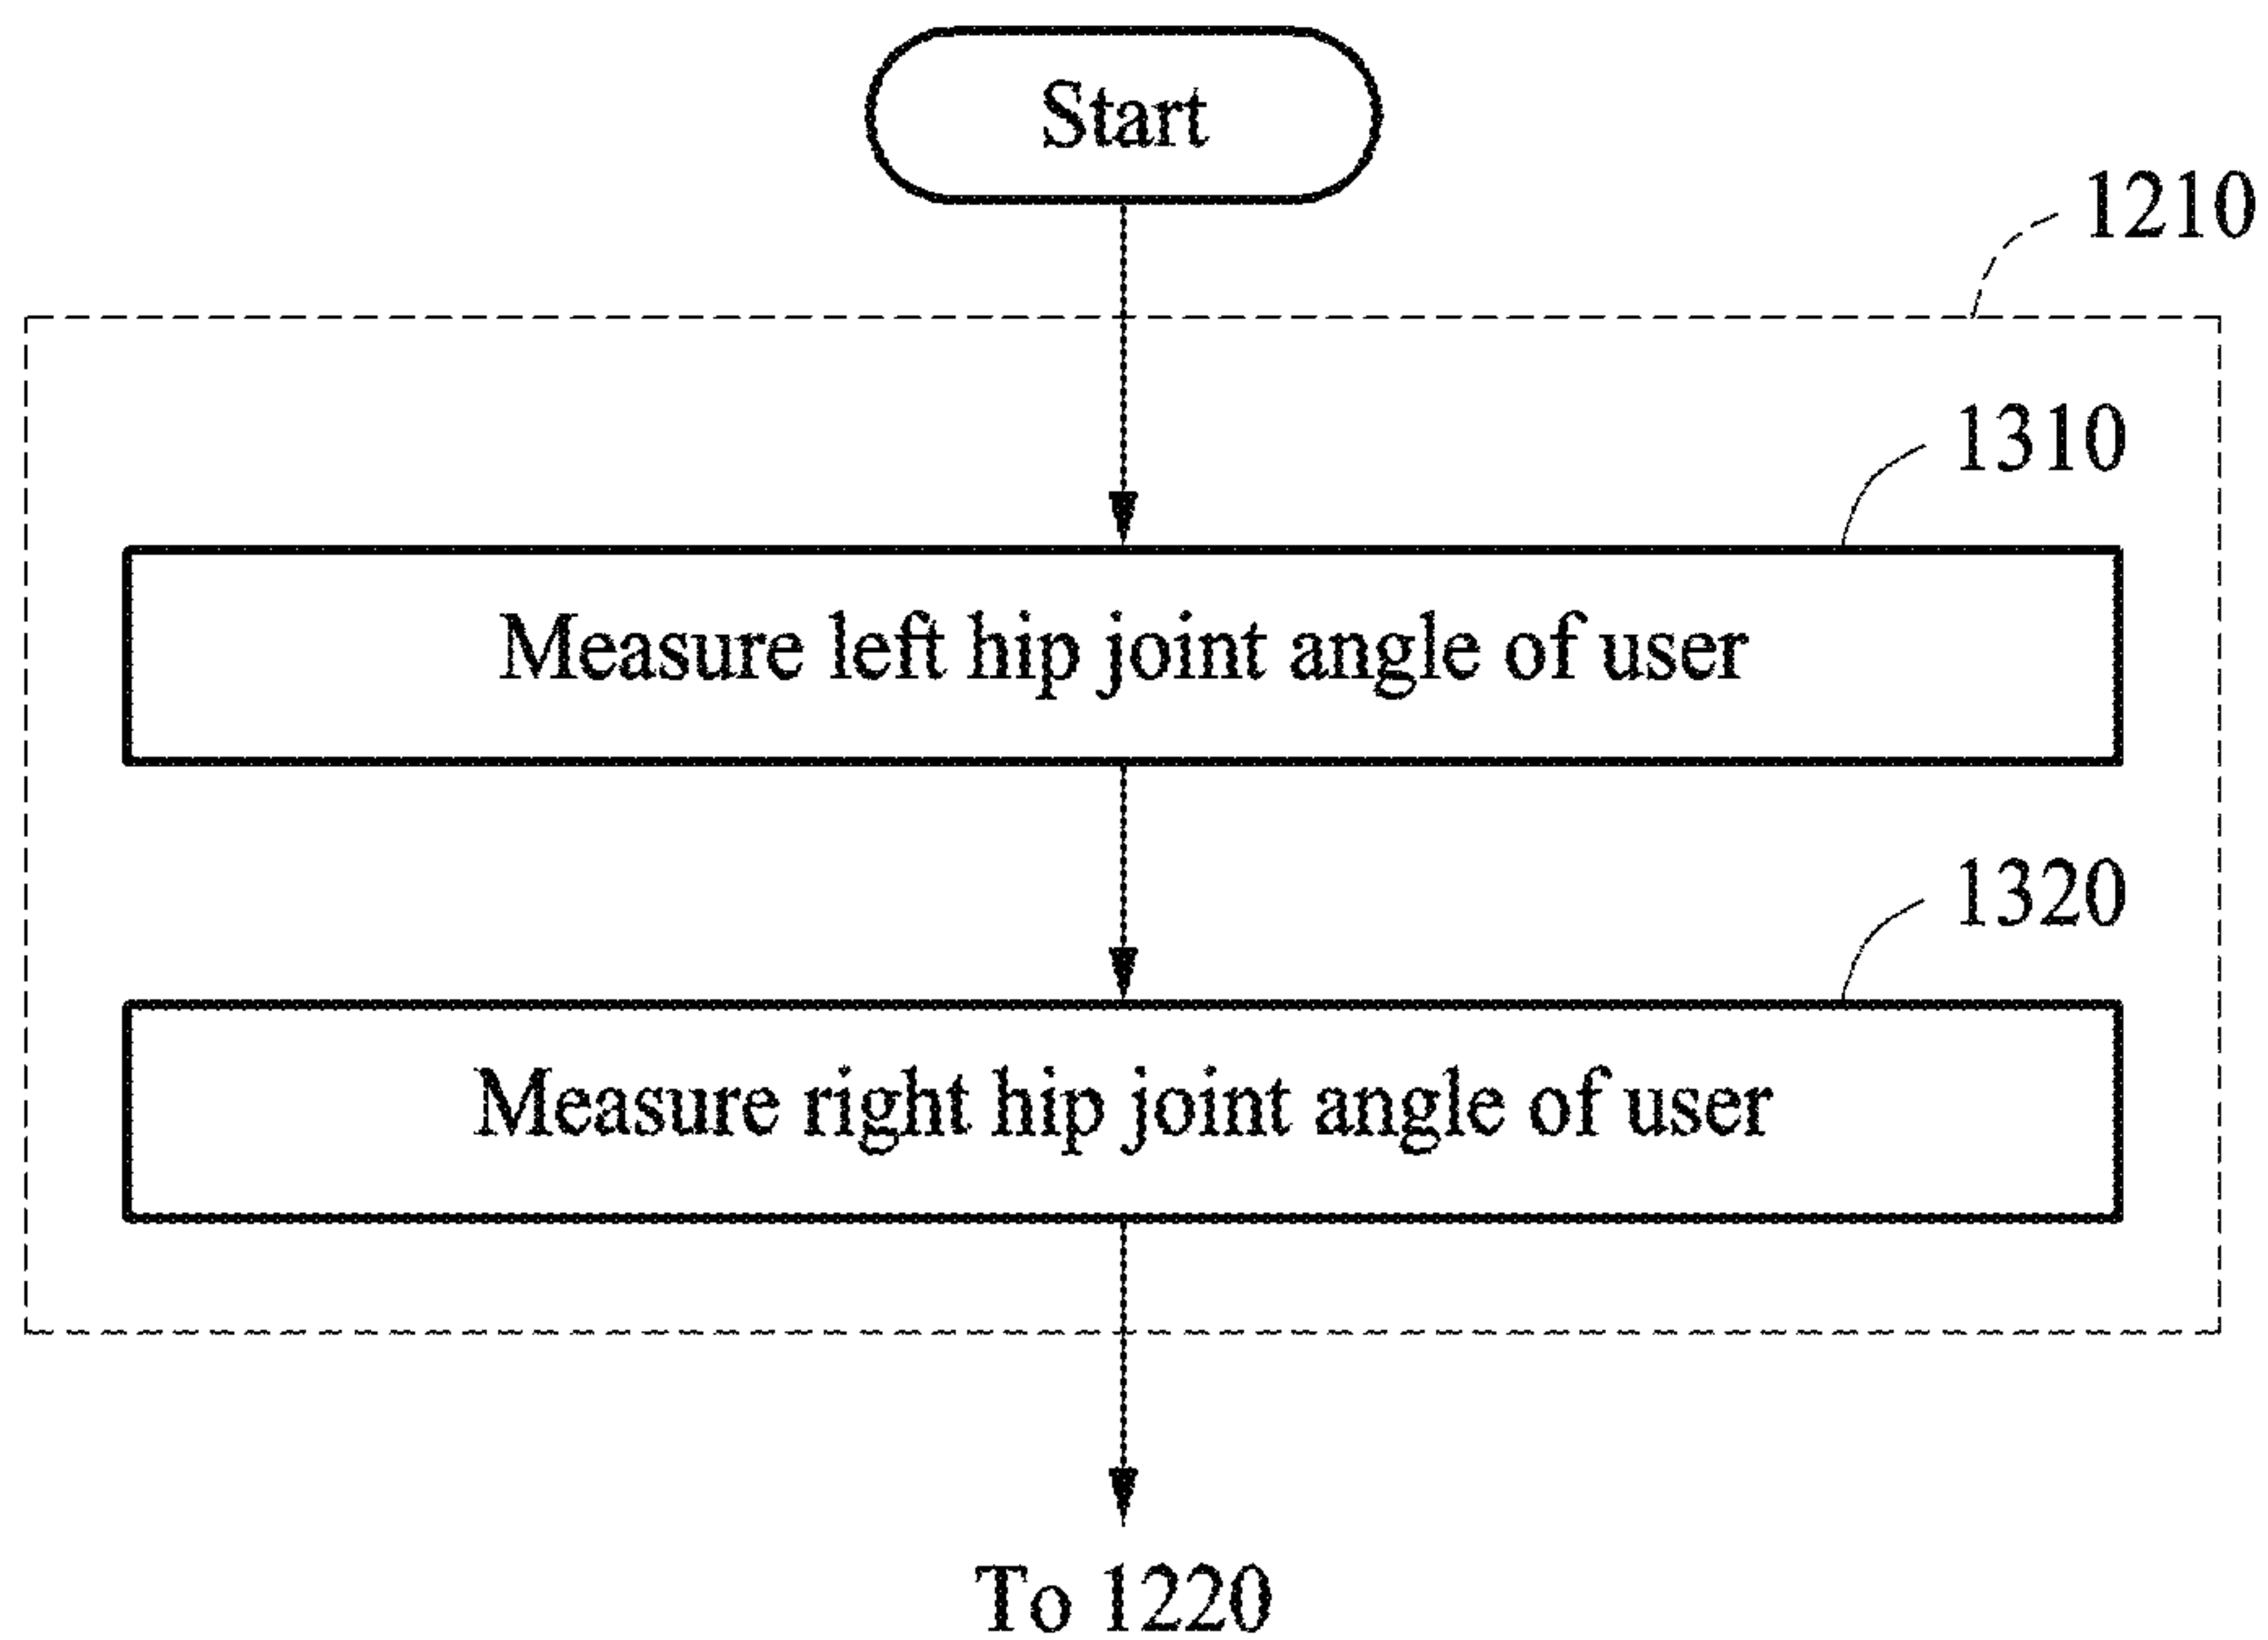 Start
1210
1310
Measure left hip joint angle of user
1320
Measure right hip joint angle of user
To 1220